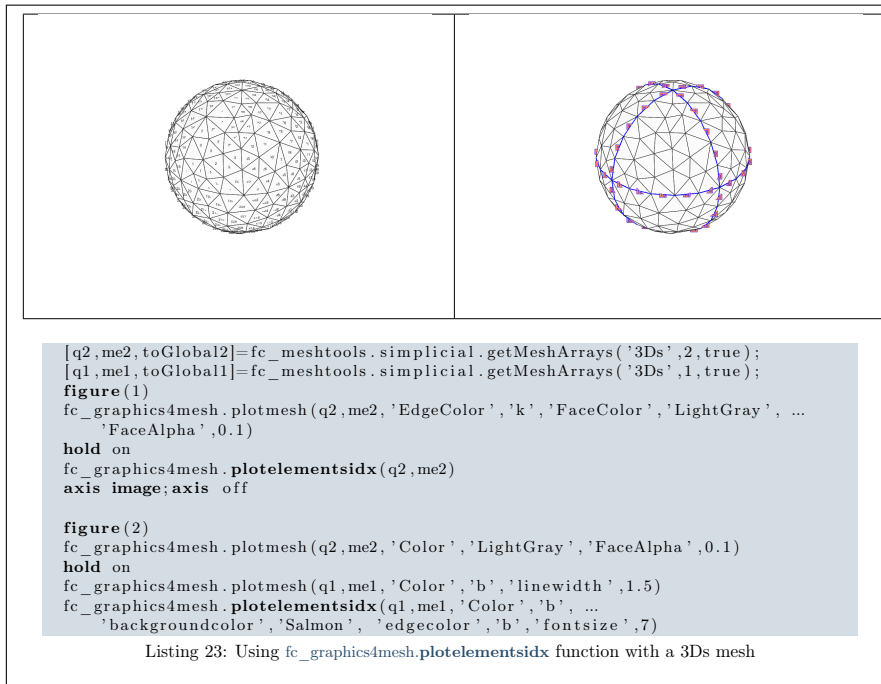 [q2,me2,toGlobal2]=fc_meshtools.simplicial.getMeshArrays('3Ds',2,true);
[q1,me1,toGlobal1]=fc_meshtools.simplicial.getMeshArrays('3Ds',1,true);
figure(1)
fc_graphics4mesh.plotmesh(q2,me2,'EdgeColor','k','FaceColor','LightGray', ...
'FaceAlpha',0.1)
hold on
fc_graphics4mesh.plotelementsidx(q2,me2)
axis image;axis off
figure(2)
fc_graphics4mesh.plotmesh(q2,me2,'Color','LightGray','FaceAlpha',0.1)
hold on
fc_graphics4mesh.plotmesh(q1,me1,'Color','b','linewidth',1.5)
fc_graphics4mesh.plotelementsidx(q1,me1,'Color','b', ...
'backgroundcolor','Salmon', 'edgecolor','b','fontsize',7)
Listing 23: Using fc_graphics4mesh.plotelementsidx function with a 3Ds mesh